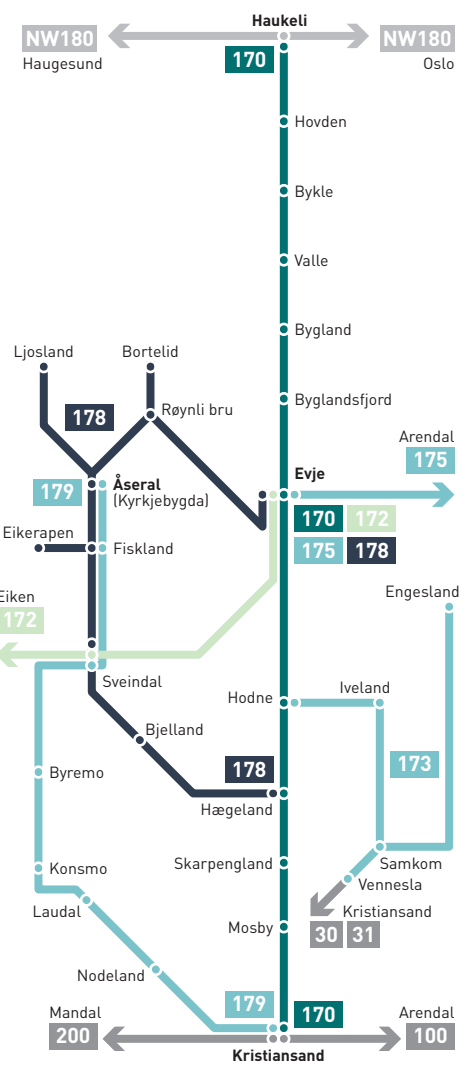 Haukeli
NW180
NW180
Haugesund
170
Oslo
Hovden
Bykle
Valle
Bygland
Ljosland
Bortelid
Røynli bru
178
Byglandsfjord
Arendal
175
Evje
179
Åseral
(Kyrkjebygda)
170
172
175
178
Eikerapen
Fiskland
Eiken
172
Engesland
Sveindal
Hodne
Iveland
Bjelland
178
173
Byremo
Hægeland
Skarpengland
Samkom
Konsmo
Vennesla
Laudal
Kristiansand
30
31
Mosby
Nodeland
179
170
Mandal
200
Arendal
100
Kristiansand